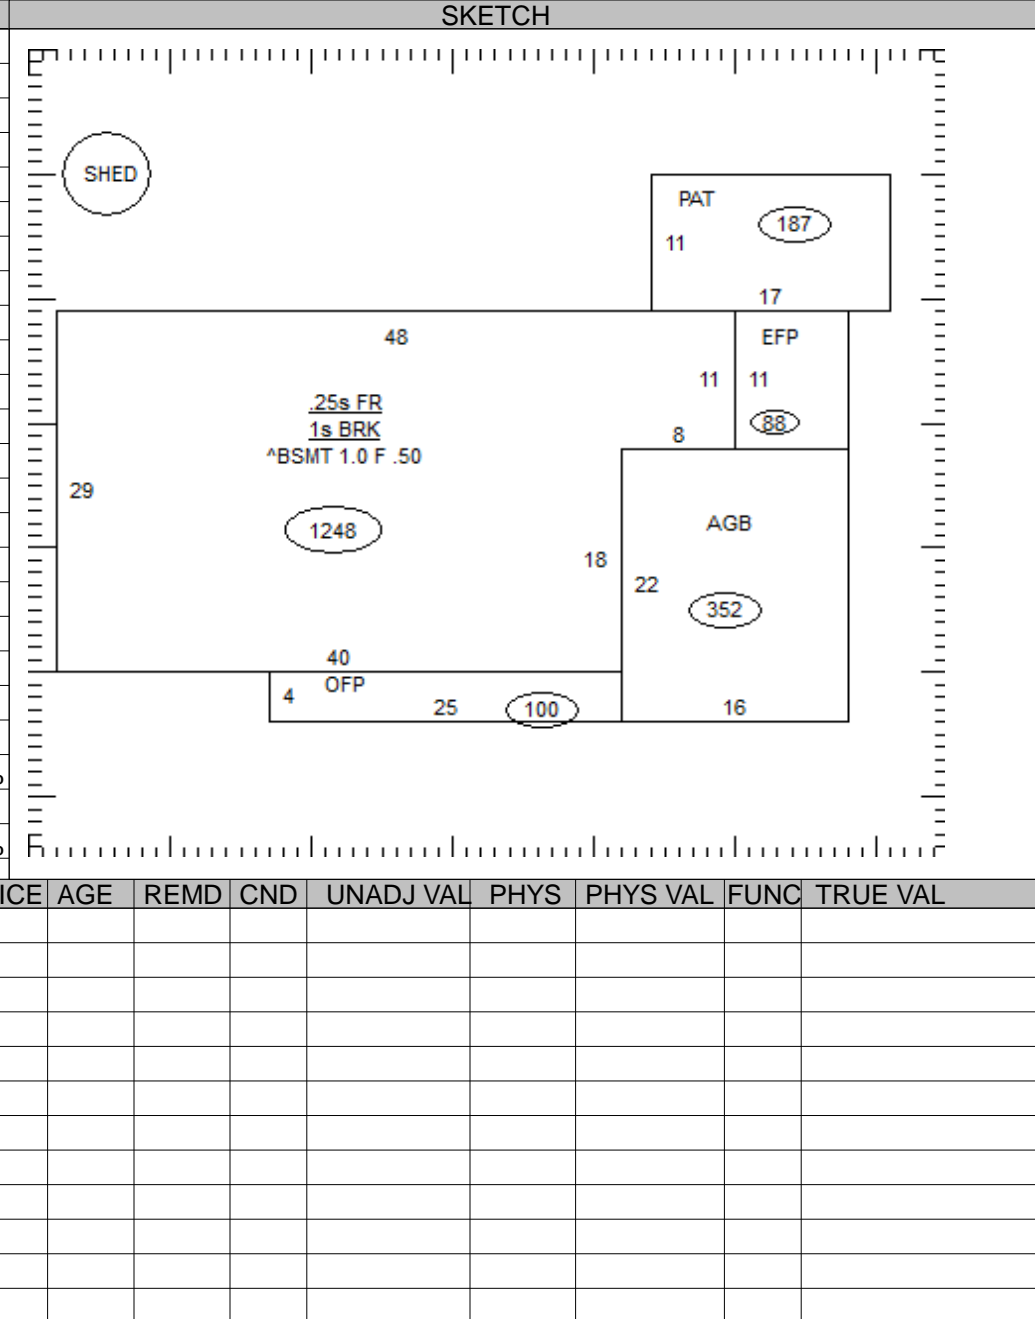 SKETCH
SHED
PAT
187
11
17
48
EFP
11
11
.25s FR
88
1s BRK
8
^BSMT 1.0 F .50
29
1248
AGB
18
22
352
40
OFP
4
25
100
16
ICE AGE REMD CND UNADJ VAL PHYS PHYS VAL FUNC TRUE VAL